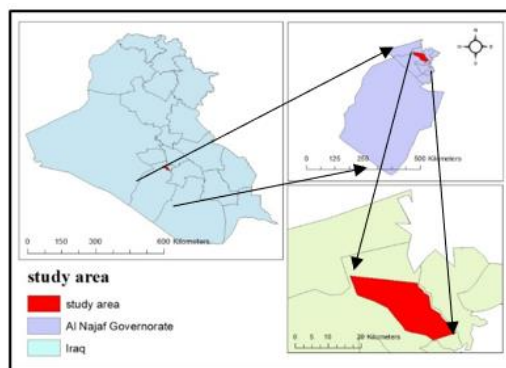 N
0 125 250 500 Kilometers
0 150 300 600 Kilometers
study area
study area
Al Najaf Governorate
Iraq
0 5 10 20 Kilometers